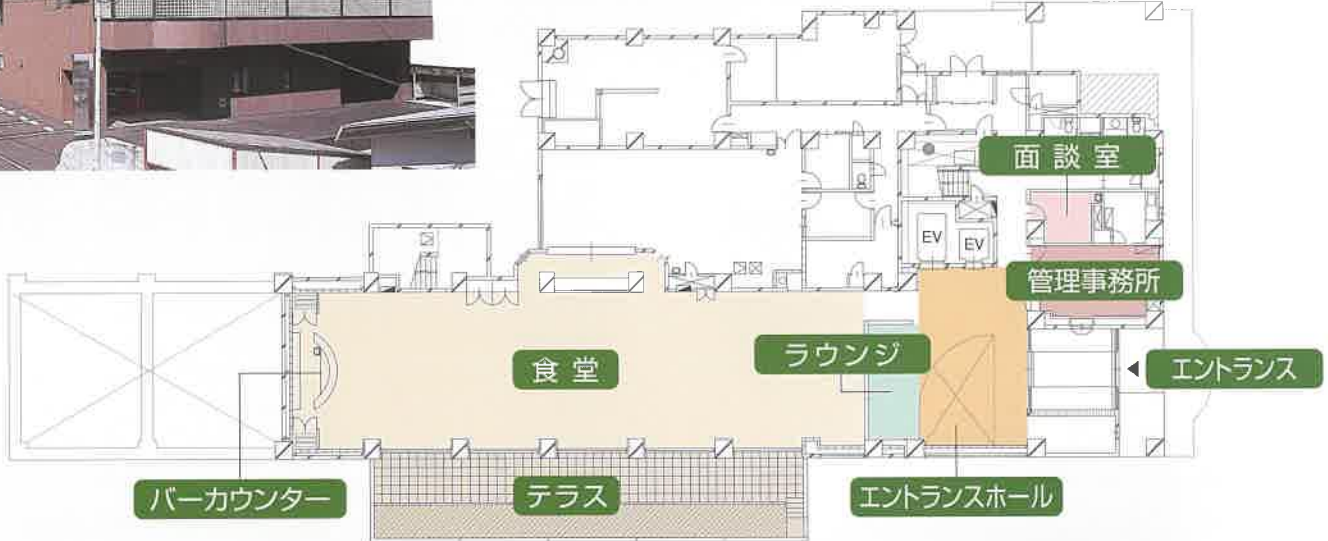 面談室
EV
EV
管理事務所
ラウンジ
食堂
エントランス
バーカウンター
テラス
エントランスホール